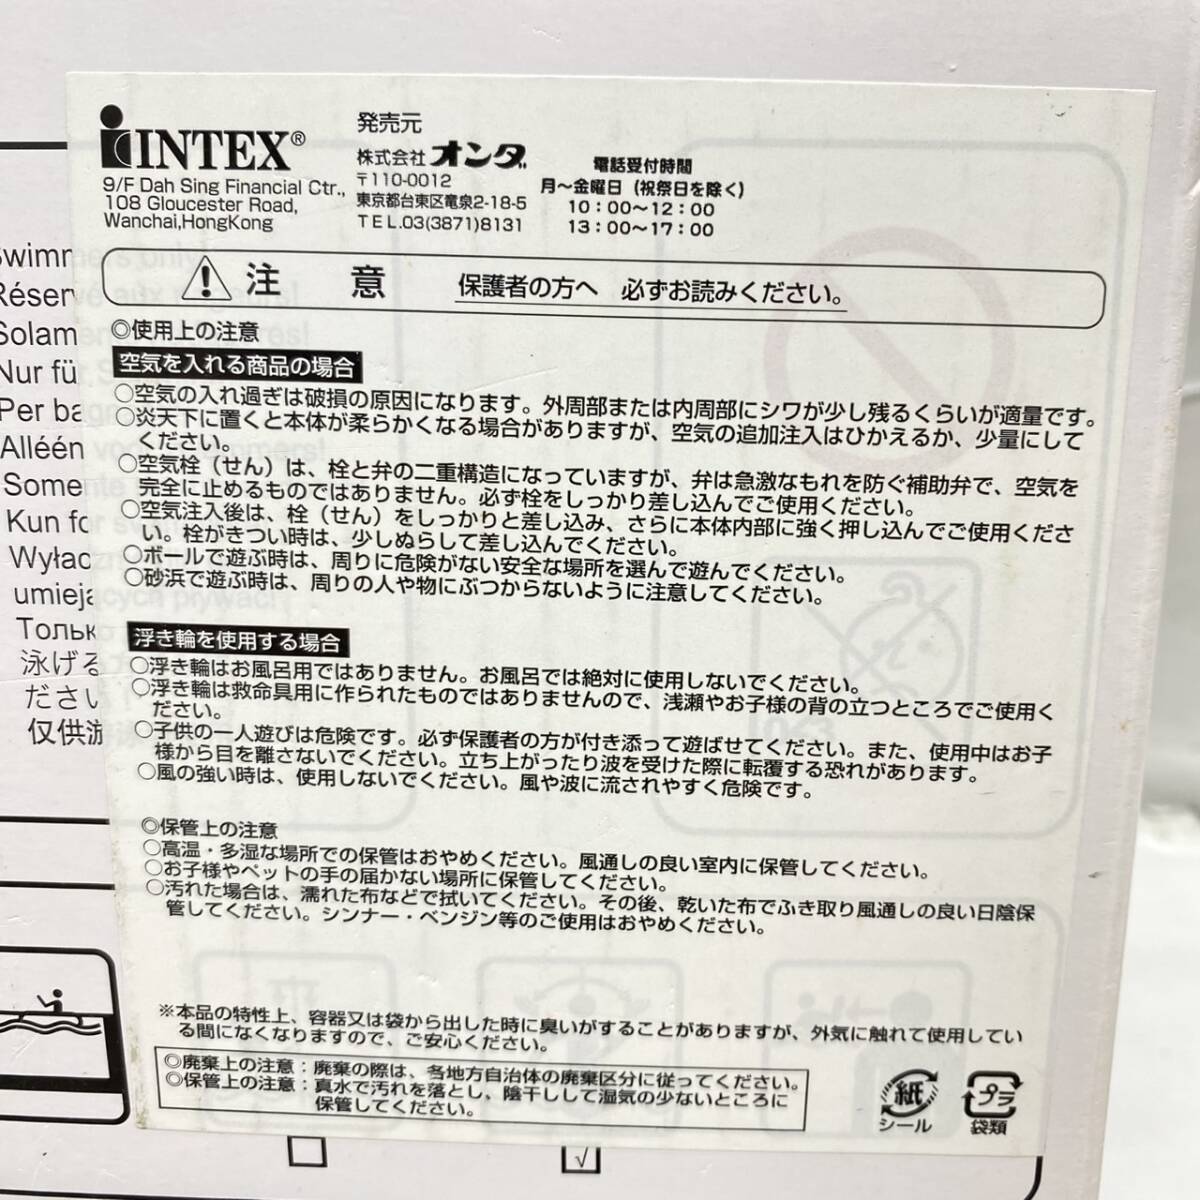 INTEX®
9/F Dah Sing Financial Ctr.,
108 Gloucester Road,
Wanchai,HongKong
発売元
株式会社 オンダ
〒110-0012
東京都台東区竜泉2-18-5
TEL.03(3871)8131
電話受付時間
月～金曜日(祝祭日を除く)
10:00～12:00
13:00～17:00
注 意 保護者の方へ 必ずお読みください。
◎使用上の注意
空気を入れる商品の場合
○空気の入れ過ぎは破損の原因になります。外周部または内周部にシワが少し残るくらいが適量です。
○炎天下に置くと本体が柔らかくなる場合がありますが、空気の追加注入はひかえるか、少量にして
ください。
○空気栓(せん)は、栓と弁の二重構造になっていますが、弁は急激なもれを防ぐ補助弁で、空気を
完全に止めるものではありません。必ず栓をしっかり差し込んでご使用ください。
○空気注入後は、栓(せん)をしっかりと差し込み、さらに本体内部に強く押し込んでご使用くださ
い。栓がきつい時は、少しぬらして差し込んでください。
○ボールで遊ぶ時は、周りに危険がない安全な場所を選んで遊んでください。
○砂浜で遊ぶ時は、周りの人や物にぶつからないように注意してください。
浮き輪を使用する場合
○浮き輪はお風呂用ではありません。お風呂では絶対に使用しないでください。
○浮き輪は救命具用に作られたものではありませんので、浅瀬やお子様の背の立つところでご使用く
ださい。
○子供の一人遊びは危険です。必ず保護者の方が付き添って遊ばせてください。また、使用中はお子
様から目を離さないでください。立ち上がったり波を受けた際に転覆する恐れがあります。
○風の強い時は、使用しないでください。風や波に流されやすく危険です。
◎保管上の注意
○高温・多湿な場所での保管はおやめください。風通しの良い室内に保管してください。
○お子様やペットの手の届かない場所に保管してください。
○汚れた場合は、濡れた布などで拭いてください。その後、乾いた布でふき取り風通しの良い日陰保
管してください。シンナー・ベンジン等のご使用はおやめください。
※本品の特性上、容器又は袋から出した時に臭いがすることがありますが、外気に触れて使用してい
る間になくなりますので、ご安心ください。
◎廃棄上の注意：廃棄の際は、各地方自治体の廃棄区分に従ってください。
◎保管上の注意：真水で汚れを落とし、陰干しして湿気の少ないところに
保管してください。
紙
シール
プラ
袋類
Swimmers only!
Réservé aux nageurs!
Solam
Nur fü
Per ba
Alléén
Some
Kun fo
Wyłącz
umieją
Тольк
泳げる
ださい
仅供游